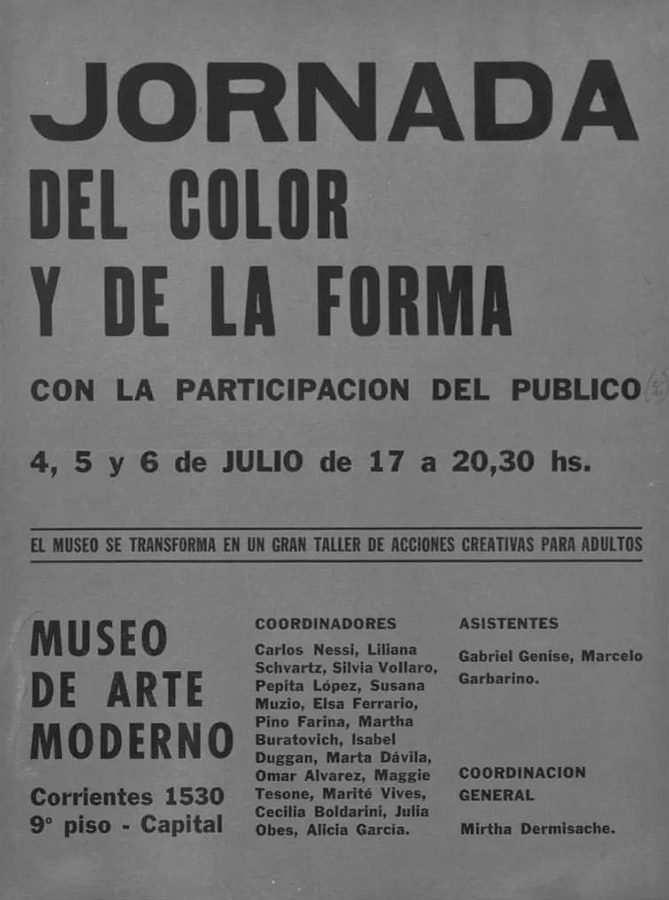 JORNADA
DEL COLOR
Y DE LA FORMA
CON LA PARTICIPACION DEL PUBLICO
4, 5 y 6 de JULIO de 17 a 20,30 hs.
EL MUSEO SE TRANSFORMA EN UN GRAN TALLER DE ACCIONES CREATIVAS PARA ADULTOS
MUSEO
DE ARTE
MODERNO
Corrientes 1530
9º piso - Capital
COORDINADORES
Carlos Nessi, Liliana
Schvartz, Silvia Vollaro,
Pepita López, Susana
Muzio, Elsa Ferrario,
Pino Farina, Martha
Buratovich, Isabel
Duggan, Marta Dávila,
Omar Alvarez, Maggie
Tesone, Marité Vives,
Cecilia Boldarini, Julia
Obes, Alicia García.
ASISTENTES
Gabriel Genise, Marcelo
Garbarino.
COORDINACION
GENERAL
Mirtha Dermisache.